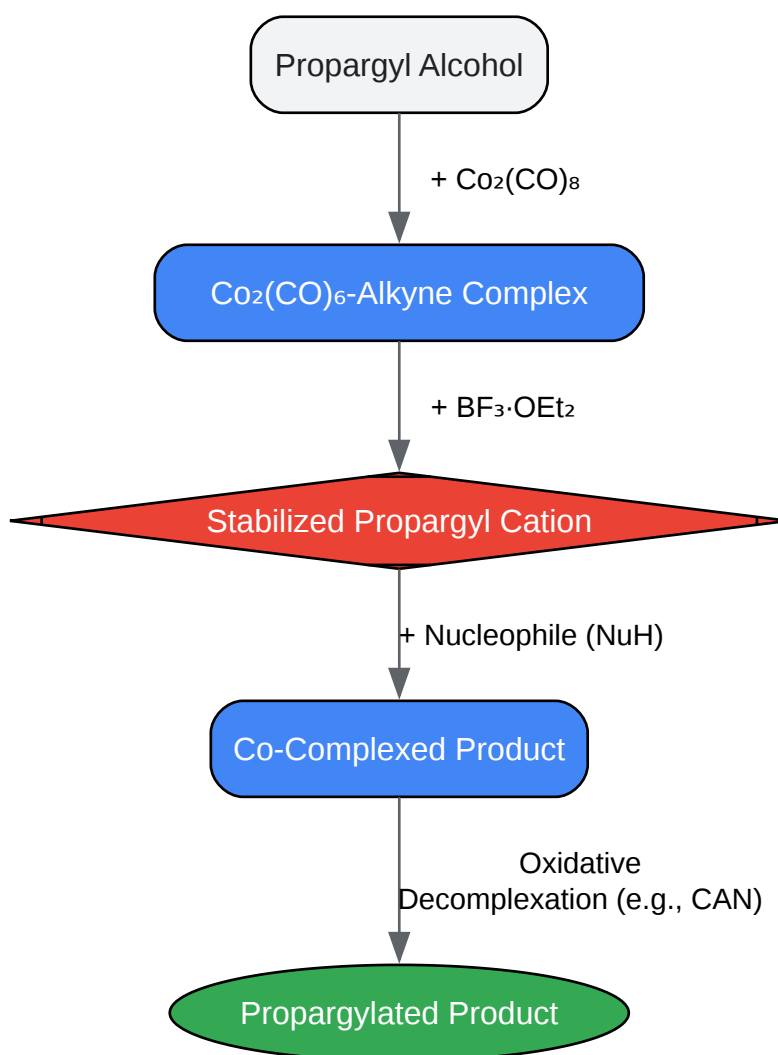 Propargyl Alcohol
+ Co₂(CO)₈
Co₂(CO)₆-Alkyne Complex
+ BF₃·OEt₂
Stabilized Propargyl Cation
+ Nucleophile (NuH)
Co-Complexed Product
Oxidative
Decomplexation (e.g., CAN)
Propargylated Product